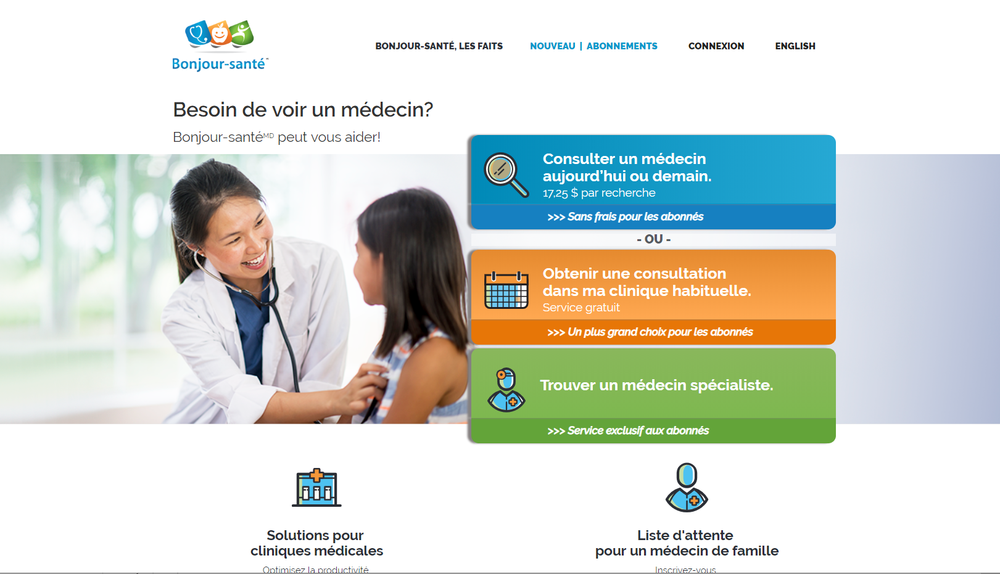 Bonjour-santé
BONJOUR-SANTÉ, LES FAITS
NOUVEAU | ABONNEMENTS
CONNEXION
ENGLISH
Besoin de voir un médecin?
Bonjour-santéMD peut vous aider!
Consulter un médecin
aujourd’hui ou demain.
17,25 $ par recherche
>>> Sans frais pour les abonnés
- OU -
Obtenir une consultation
dans ma clinique habituelle.
Service gratuit
>>> Un plus grand choix pour les abonnés
Trouver un médecin spécialiste.
>>> Service exclusif aux abonnés
Solutions pour
cliniques médicales
Optimisez la productivité
Liste d'attente
pour un médecin de famille
Inscrivez-vous